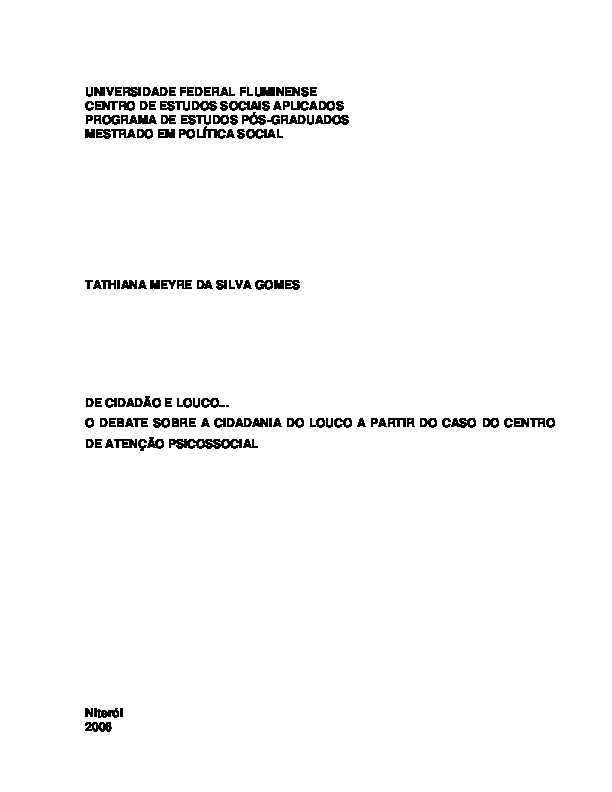 UNIVERSIDADE FEDERAL FLUMINENSE
CENTRO DE ESTUDOS SOCIAIS APLICADOS
PROGRAMA DE ESTUDOS PÓS-GRADUADOS
MESTRADO EM POLÍTICA SOCIAL
TATHIANA MEYRE DA SILVA GOMES
DE CIDADÃO E LOUCO...
O DEBATE SOBRE A CIDADANIA DO LOUCO A PARTIR DO CASO DO CENTRO
DE ATENÇÃO PSICOSSOCIAL
Niterói
2006